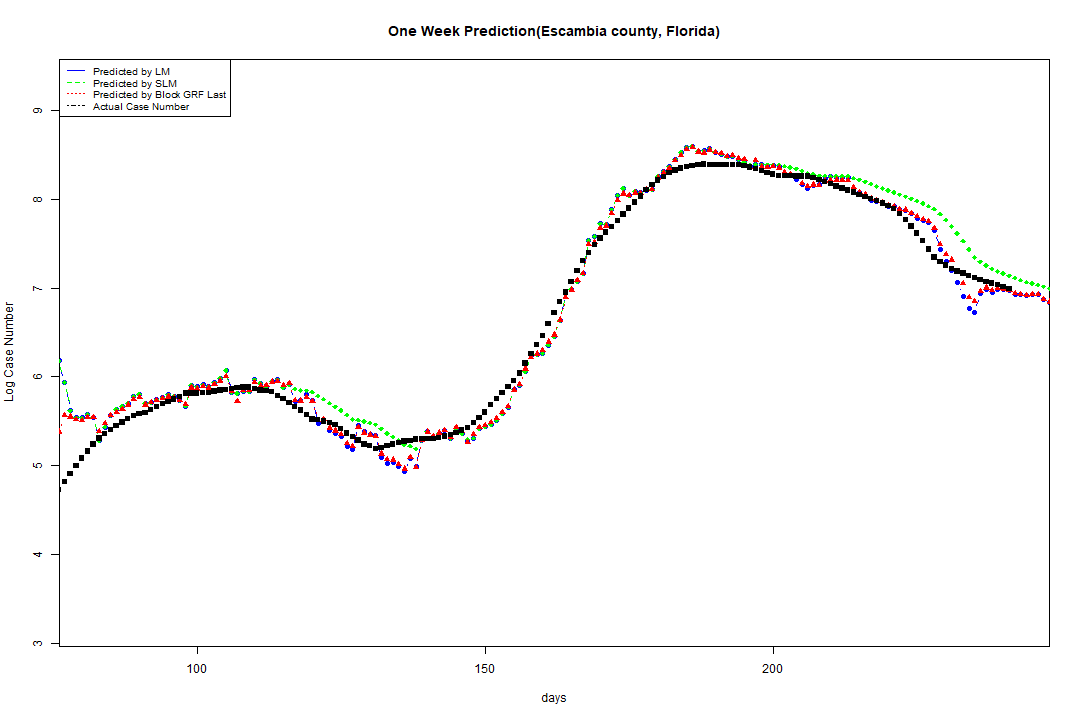 One Week Prediction(Escambia county, Florida)
Predicted by LM
Predicted by SLM
Predicted by Block GRF Last
Actual Case Number
9
8
7
6
5
4
3
Log Case Number
100 150 200
days